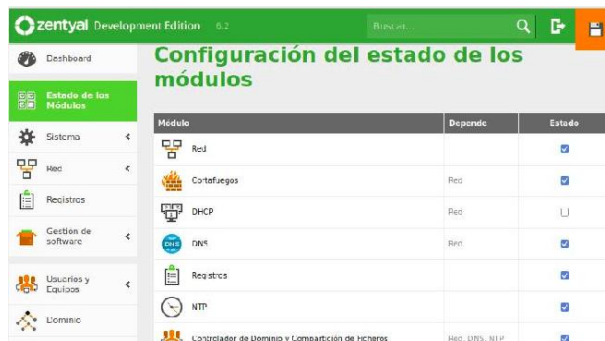 zentyal Development Edition 6.2
Buscar...
Dashboard
Estado de los
Módulos
Sistema
Red
Registros
Gestión de
software
Usuarios y
Equipos
Dominio
Configuración del estado de los
módulos
Módulo Depende Estado
Red
Cortafuegos Red
DHCP Red
DNS DNS Red
Registros
NTP
Controlador de Dominio y Compartición de Ficheros Red, DNS, NTP